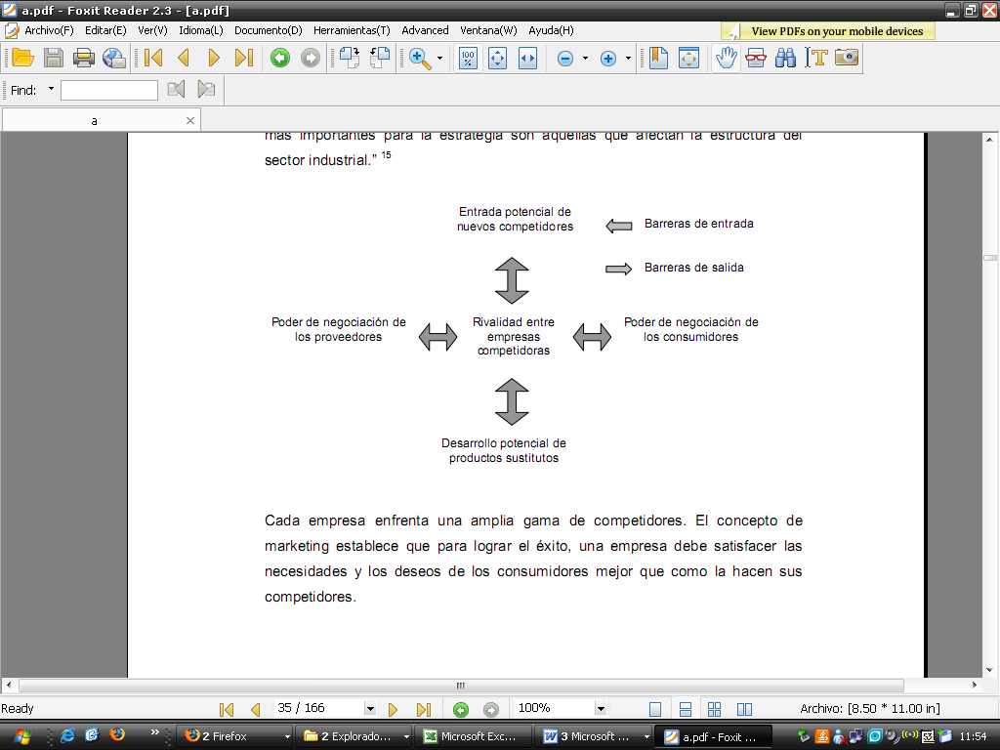 a.pdf - Foxit Reader 2.3 - [a.pdf]
Archivo(F) Editar(E) Ver(V) Idioma(L) Documento(D) Herramientas(T) Advanced Ventana(W) Ayuda(H)
View PDFs on your mobile devices
100 %
Find:
a
mas importantes para la estrategia son aquellas que afectan la estructura del
sector industrial." 15
Entrada potencial de
nuevos competidores
Barreras de entrada
Barreras de salida
Poder de negociación de
los proveedores
Rivalidad entre
empresas
competidoras
Poder de negociación de
los consumidores
Desarrollo potencial de
productos sustitutos
Cada empresa enfrenta una amplia gama de competidores. El concepto de
marketing establece que para lograr el éxito, una empresa debe satisfacer las
necesidades y los deseos de los consumidores mejor que como la hacen sus
competidores.
Ready
35 / 166
100%
Archivo: [8.50 * 11.00 in]
2 Firefox
2 Explorado...
Microsoft Exc...
3 Microsoft ...
a.pdf - Foxit ...
11:54